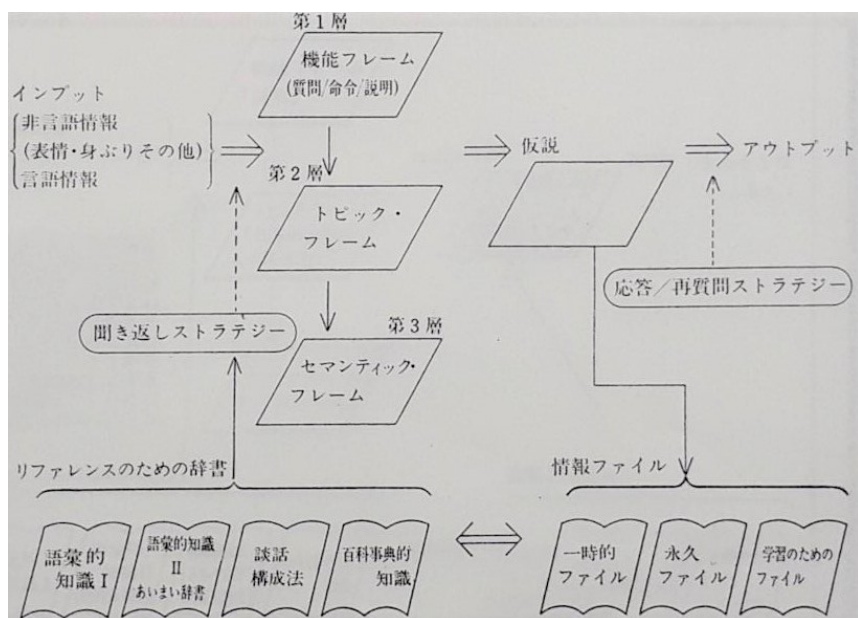 第1層
機能フレーム
(質問/命令/説明)
インプット
非言語情報
(表情・身ぶりその他)
言語情報
仮説
アウトプット
第2層
トピック・
フレーム
応答/再質問ストラテジー
聞き返しストラテジー
第3層
セマンティック・
フレーム
リファレンスのための辞書
情報ファイル
語彙的
知識I
語彙的知識
II
あいまい辞書
談話
構成法
百科事典的
知識
一時的
ファイル
永久
ファイル
学習のための
ファイル